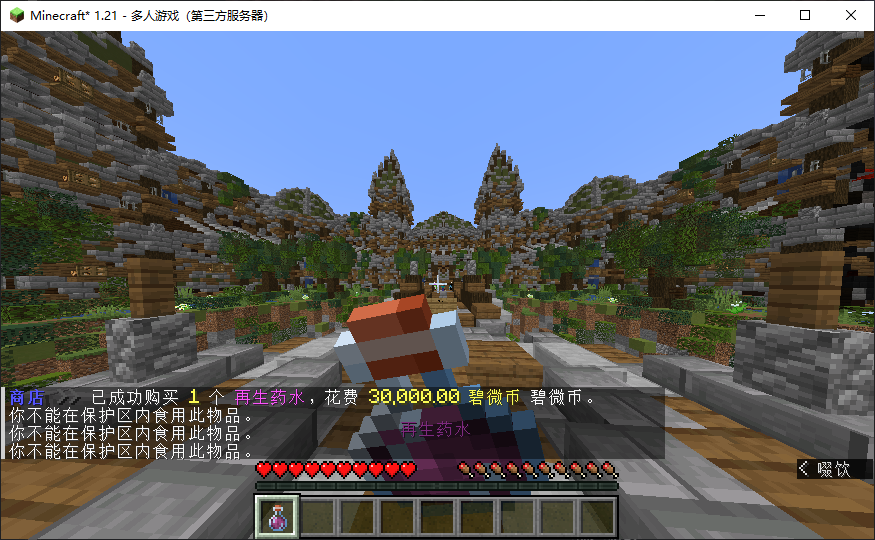 Minecraft* 1.21 - 多人游戏（第三方服务器）
商店 >> 已成功购买 1 个 再生药水，花费 30,000.00 碧微币 碧微币。
你不能在保护区内食用此物品。
你不能在保护区内食用此物品。
你不能在保护区内食用此物品。
再生药水
< 啜饮